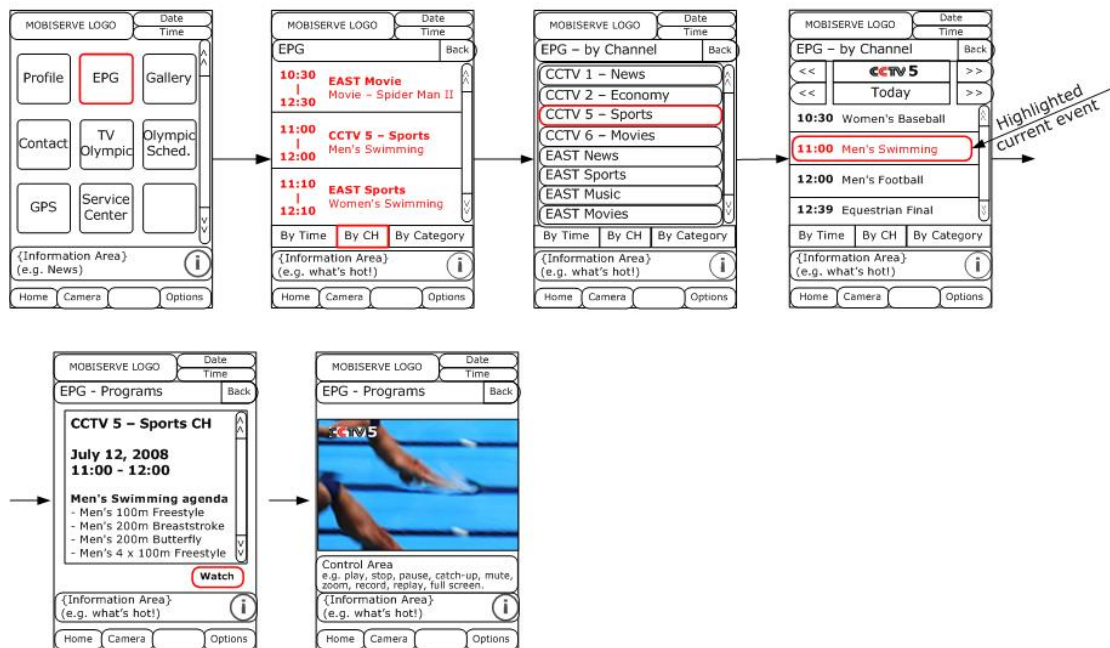 MOBISERVE LOGO
Date
Time
Profile
EPG
Gallery
Contact
TV
Olympic
Olympic
Sched.
GPS
Service
Center
{Information Area}
(e.g. News)
i
Home
Camera
Options
MOBISERVE LOGO
Date
Time
EPG
Back
10:30
|
12:30
EAST Movie
Movie – Spider Man II
11:00
|
12:00
CCTV 5 – Sports
Men's Swimming
11:10
|
12:10
EAST Sports
Women's Swimming
By Time
By CH
By Category
{Information Area}
(e.g. what's hot!)
i
Home
Camera
Options
MOBISERVE LOGO
Date
Time
EPG – by Channel
Back
CCTV 1 – News
CCTV 2 – Economy
CCTV 5 – Sports
CCTV 6 – Movies
EAST News
EAST Sports
EAST Music
EAST Movies
By Time
By CH
By Category
{Information Area}
(e.g. what's hot!)
i
Home
Camera
Options
MOBISERVE LOGO
Date
Time
EPG – by Channel
Back
<< CCTV 5 >>
<< Today >>
10:30 Women's Baseball
11:00 Men's Swimming
12:00 Men's Football
12:39 Equestrian Final
By Time
By CH
By Category
{Information Area}
(e.g. what's hot!)
i
Home
Camera
Options
Highlighted
current event
MOBISERVE LOGO
Date
Time
EPG - Programs
Back
CCTV 5 – Sports CH
July 12, 2008
11:00 - 12:00
Men's Swimming agenda
- Men's 100m Freestyle
- Men's 200m Breaststroke
- Men's 200m Butterfly
- Men's 4 x 100m Freestyle
Watch
{Information Area}
(e.g. what's hot!)
i
Home
Camera
Options
MOBISERVE LOGO
Date
Time
EPG - Programs
Back
CCTV5
Control Area
e.g. play, stop, pause, catch-up, mute,
zoom, record, replay, full screen.
{Information Area}
(e.g. what's hot!)
i
Home
Camera
Options